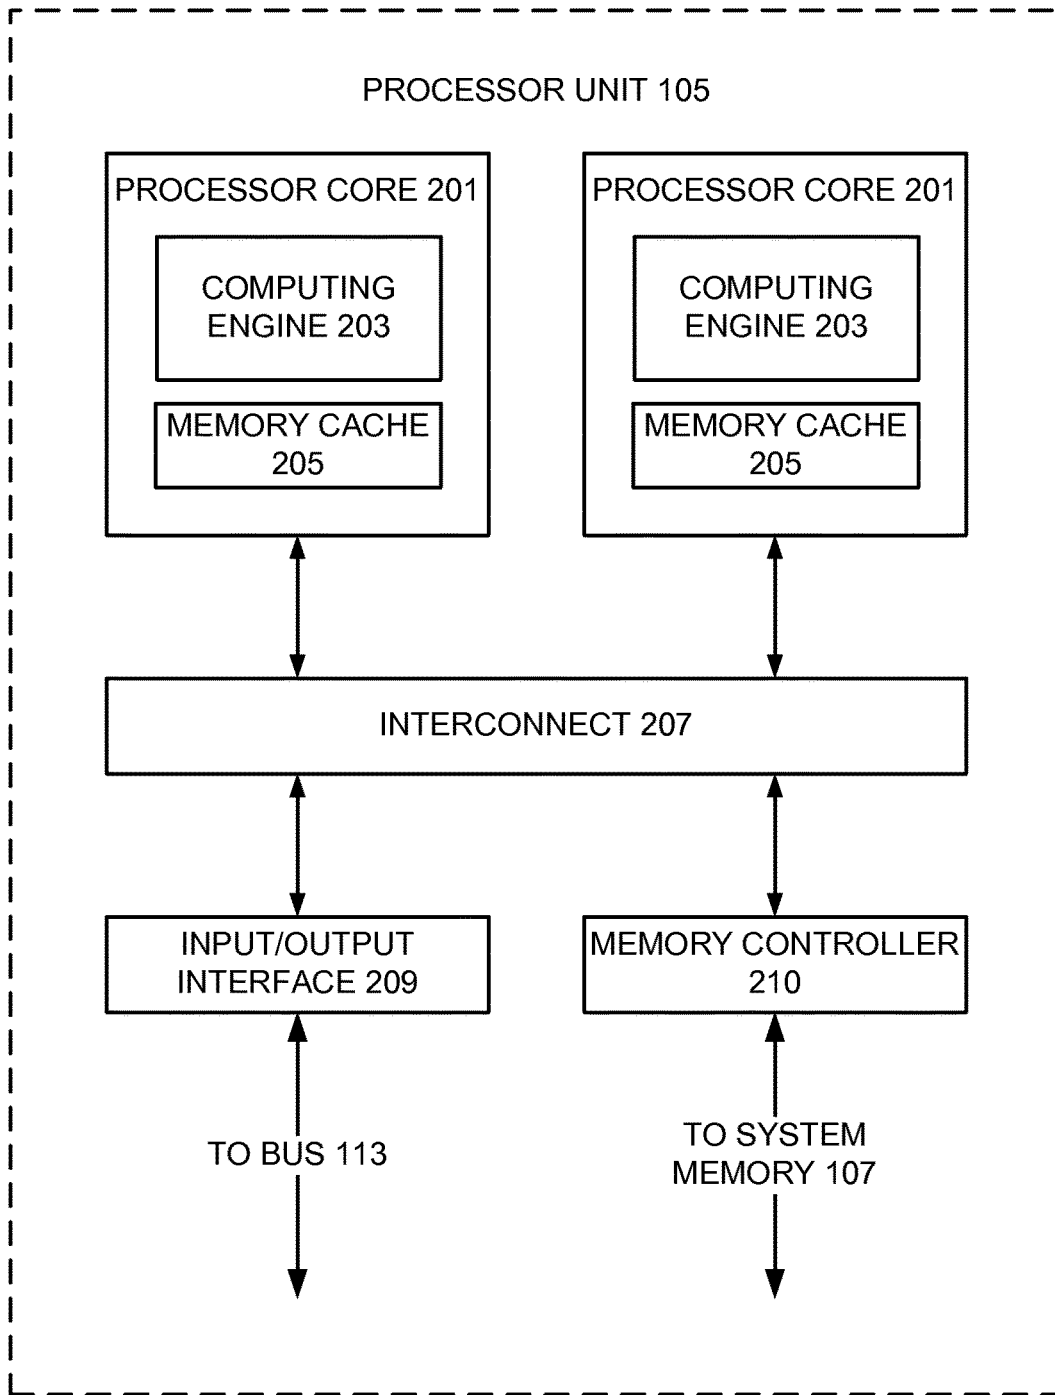 PROCESSOR UNIT 105
PROCESSOR CORE 201
COMPUTING
ENGINE 203
MEMORY CACHE
205
PROCESSOR CORE 201
COMPUTING
ENGINE 203
MEMORY CACHE
205
INTERCONNECT 207
INPUT/OUTPUT
INTERFACE 209
MEMORY CONTROLLER
210
TO BUS 113
TO SYSTEM
MEMORY 107